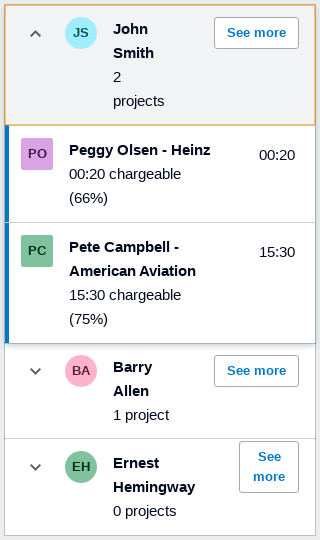 JS
John
Smith
2
projects
See more
PO
Peggy Olsen - Heinz
00:20 chargeable
(66%)
00:20
PC
Pete Campbell -
American Aviation
15:30 chargeable
(75%)
15:30
BA
Barry
Allen
1 project
See more
EH
Ernest
Hemingway
0 projects
See
more